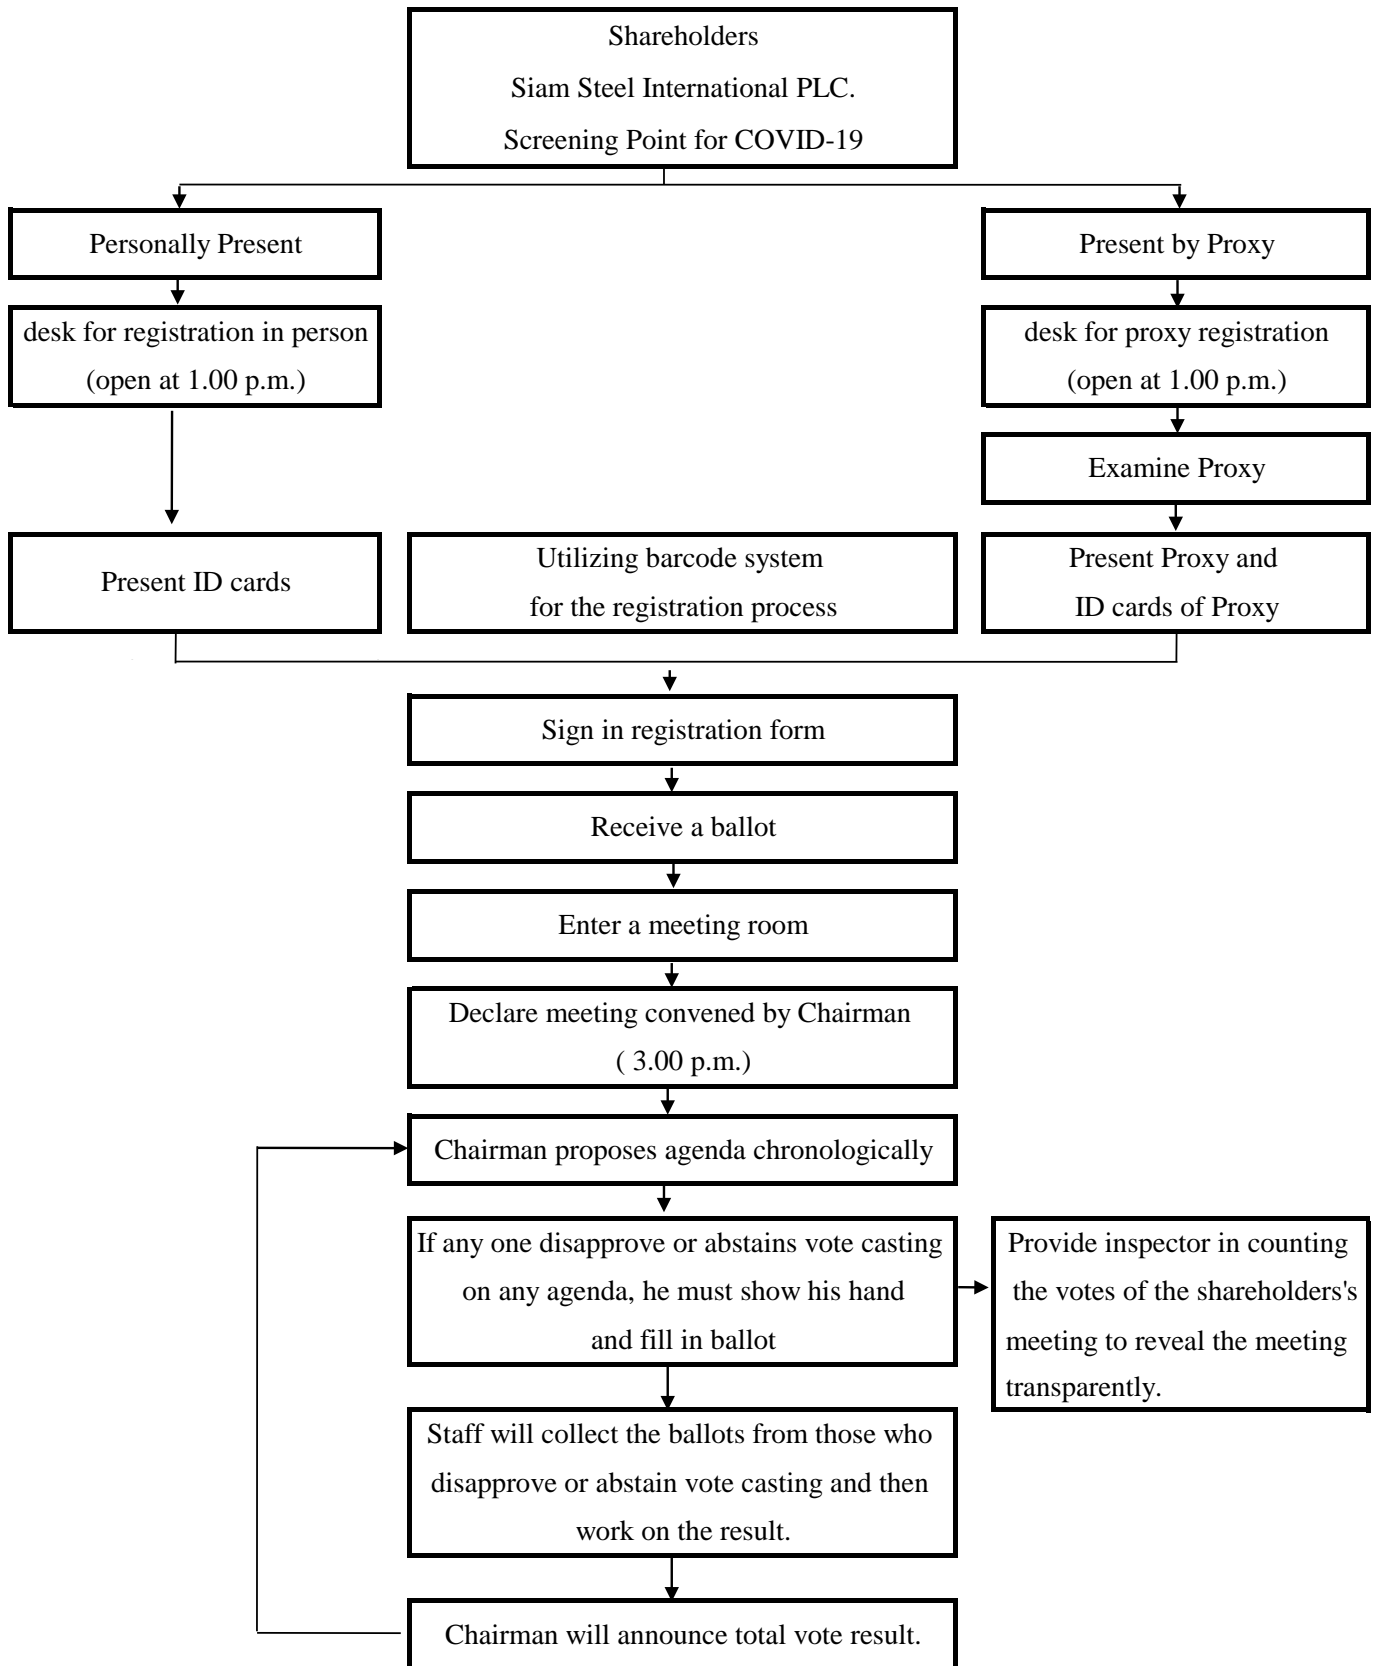 Shareholders
Siam Steel International PLC.
Screening Point for COVID-19
Personally Present
Present by Proxy
desk for registration in person
(open at 1.00 p.m.)
desk for proxy registration
(open at 1.00 p.m.)
Examine Proxy
Present ID cards
Utilizing barcode system
for the registration process
Present Proxy and
ID cards of Proxy
Sign in registration form
Receive a ballot
Enter a meeting room
Declare meeting convened by Chairman
( 3.00 p.m.)
Chairman proposes agenda chronologically
If any one disapprove or abstains vote casting
on any agenda, he must show his hand
and fill in ballot
Provide inspector in counting
the votes of the shareholders's
meeting to reveal the meeting
transparently.
Staff will collect the ballots from those who
disapprove or abstain vote casting and then
work on the result.
Chairman will announce total vote result.